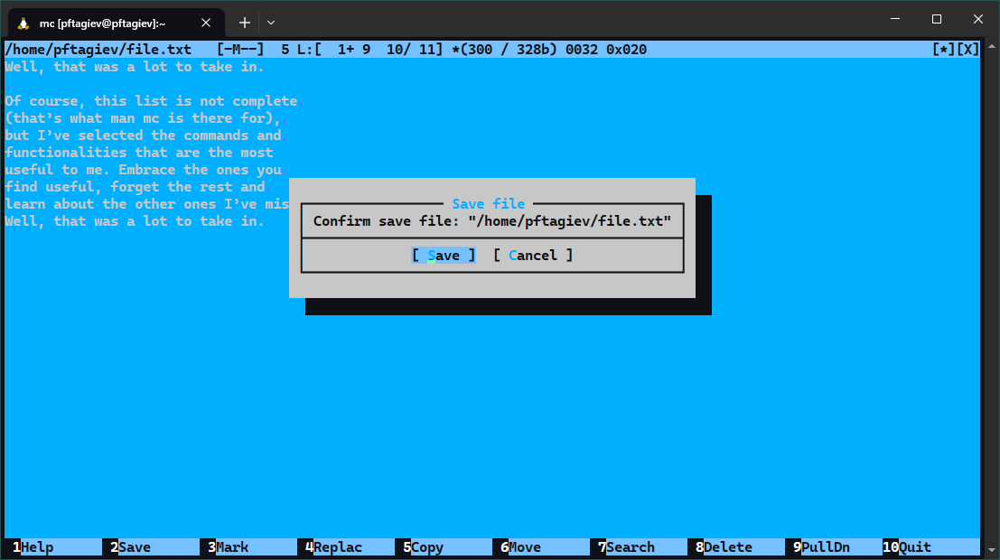 mc [pftagiev@pftagiev]:~
/home/pftagiev/file.txt [-M--] 5 L:[ 1+ 9 10/ 11] *(300 / 328b) 0032 0x020 [*][X]
Well, that was a lot to take in.
Of course, this list is not complete
(that's what man mc is there for),
but I've selected the commands and
functionalities that are the most
useful to me. Embrace the ones you
find useful, forget the rest and
learn about the other ones I've mis
Well, that was a lot to take in.
Save file
Confirm save file: "/home/pftagiev/file.txt"
[ Save ] [ Cancel ]
1Help 2Save 3Mark 4Replac 5Copy 6Move 7Search 8Delete 9PullDn 10Quit